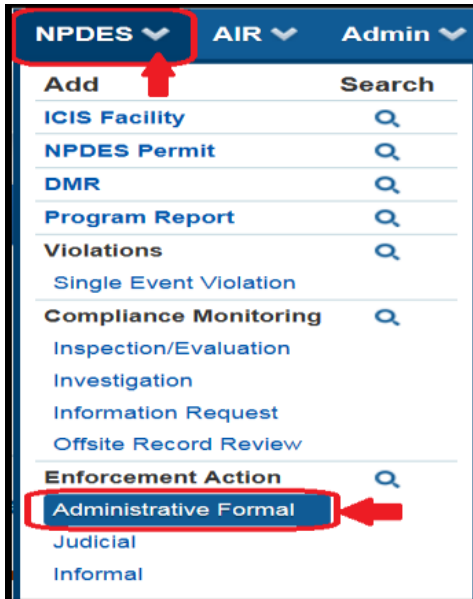 NPDES AIR Admin
Add Search
ICIS Facility
NPDES Permit
DMR
Program Report
Violations
Single Event Violation
Compliance Monitoring
Inspection/Evaluation
Investigation
Information Request
Offsite Record Review
Enforcement Action
Administrative Formal
Judicial
Informal